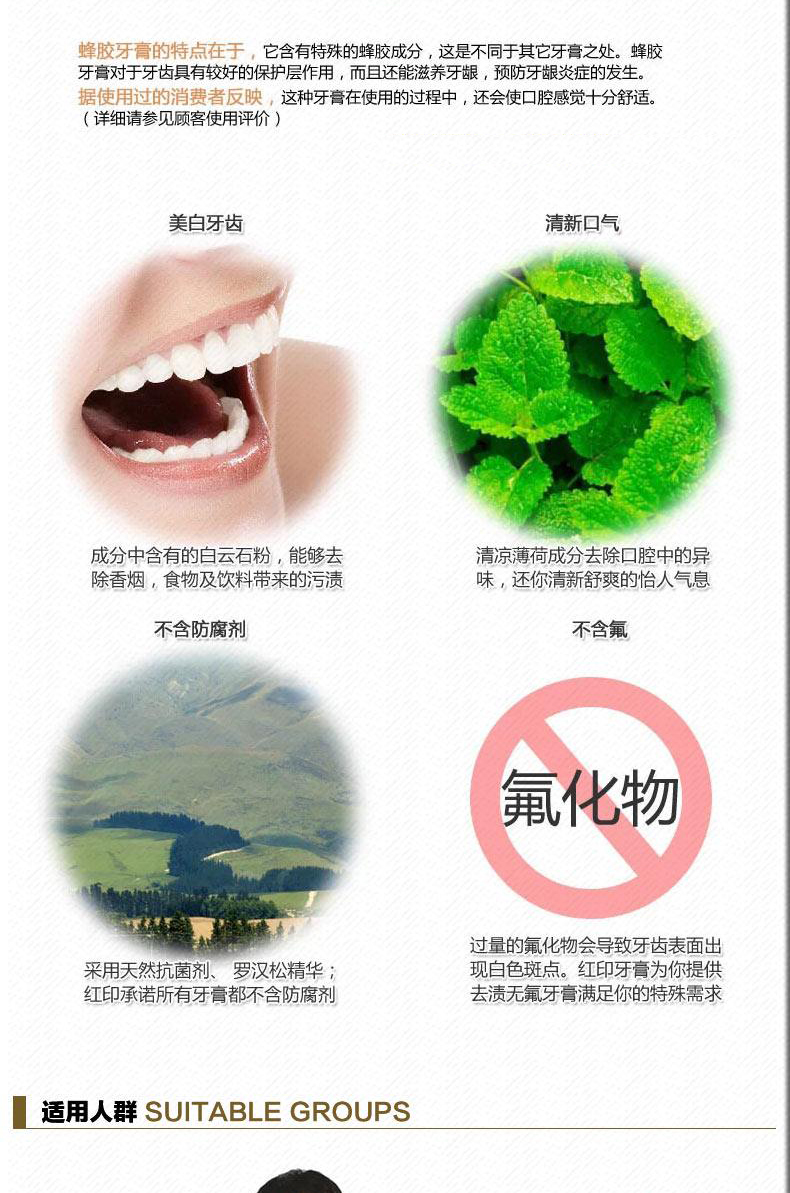 蜂胶牙膏的特点在于，它含有特殊的蜂胶成分，这是不同于其它牙膏之处。蜂胶
牙膏对于牙齿具有较好的保护层作用，而且还能滋养牙龈，预防牙龈炎症的发生。
据使用过的消费者反映，这种牙膏在使用的过程中，还会使口腔感觉十分舒适。
（详细请参见顾客使用评价）
美白牙齿
清新口气
成分中含有的白云石粉，能够去
除香烟，食物及饮料带来的污渍
清凉薄荷成分去除口腔中的异
味，还你清新舒爽的怡人气息
不含防腐剂
不含氟
氟化物
采用天然抗菌剂、罗汉松精华；
红印承诺所有牙膏都不含防腐剂
过量的氟化物会导致牙齿表面出
现白色斑点。红印牙膏为你提供
去渍无氟牙膏满足你的特殊需求
适用人群 SUITABLE GROUPS